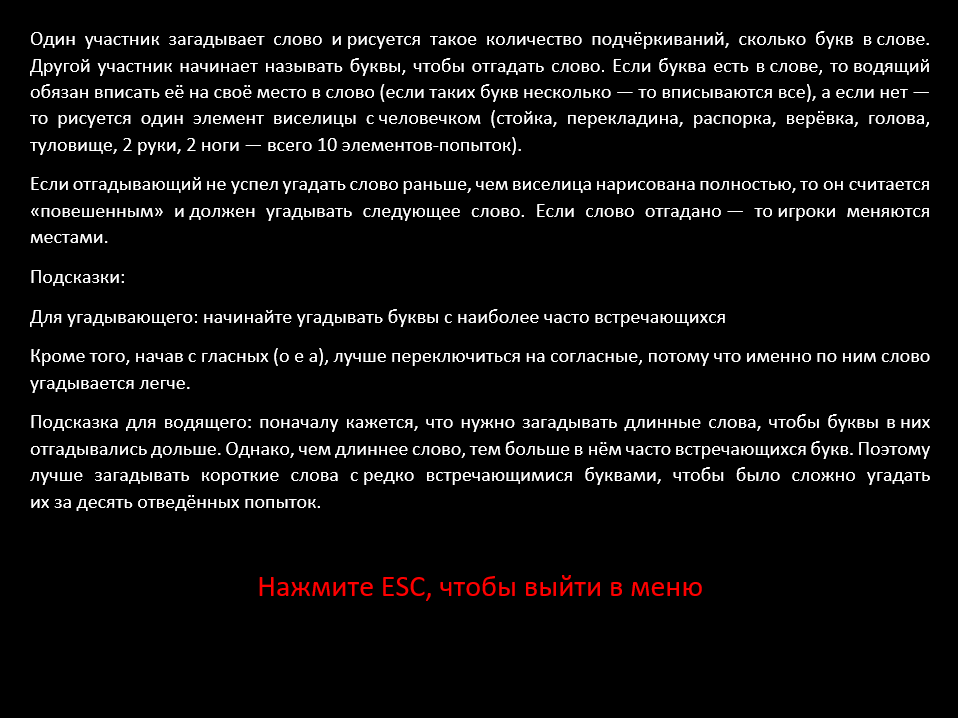 Один участник загадывает слово и рисуется такое количество подчёркиваний, сколько букв в слове.
Другой участник начинает называть буквы, чтобы отгадать слово. Если буква есть в слове, то водящий
обязан вписать её на своё место в слово (если таких букв несколько — то вписываются все), а если нет —
то рисуется один элемент виселицы с человечком (стойка, перекладина, распорка, верёвка, голова,
туловище, 2 руки, 2 ноги — всего 10 элементов-попыток).
Если отгадывающий не успел угадать слово раньше, чем виселица нарисована полностью, то он считается
«повешенным» и должен угадывать следующее слово. Если слово отгадано — то игроки меняются
местами.
Подсказки:
Для угадывающего: начинайте угадывать буквы с наиболее часто встречающихся
Кроме того, начав с гласных (о е а), лучше переключиться на согласные, потому что именно по ним слово
угадывается легче.
Подсказка для водящего: поначалу кажется, что нужно загадывать длинные слова, чтобы буквы в них
отгадывались дольше. Однако, чем длиннее слово, тем больше в нём часто встречающихся букв. Поэтому
лучше загадывать короткие слова с редко встречающимися буквами, чтобы было сложно угадать
их за десять отведённых попыток.
Нажмите ESC, чтобы выйти в меню